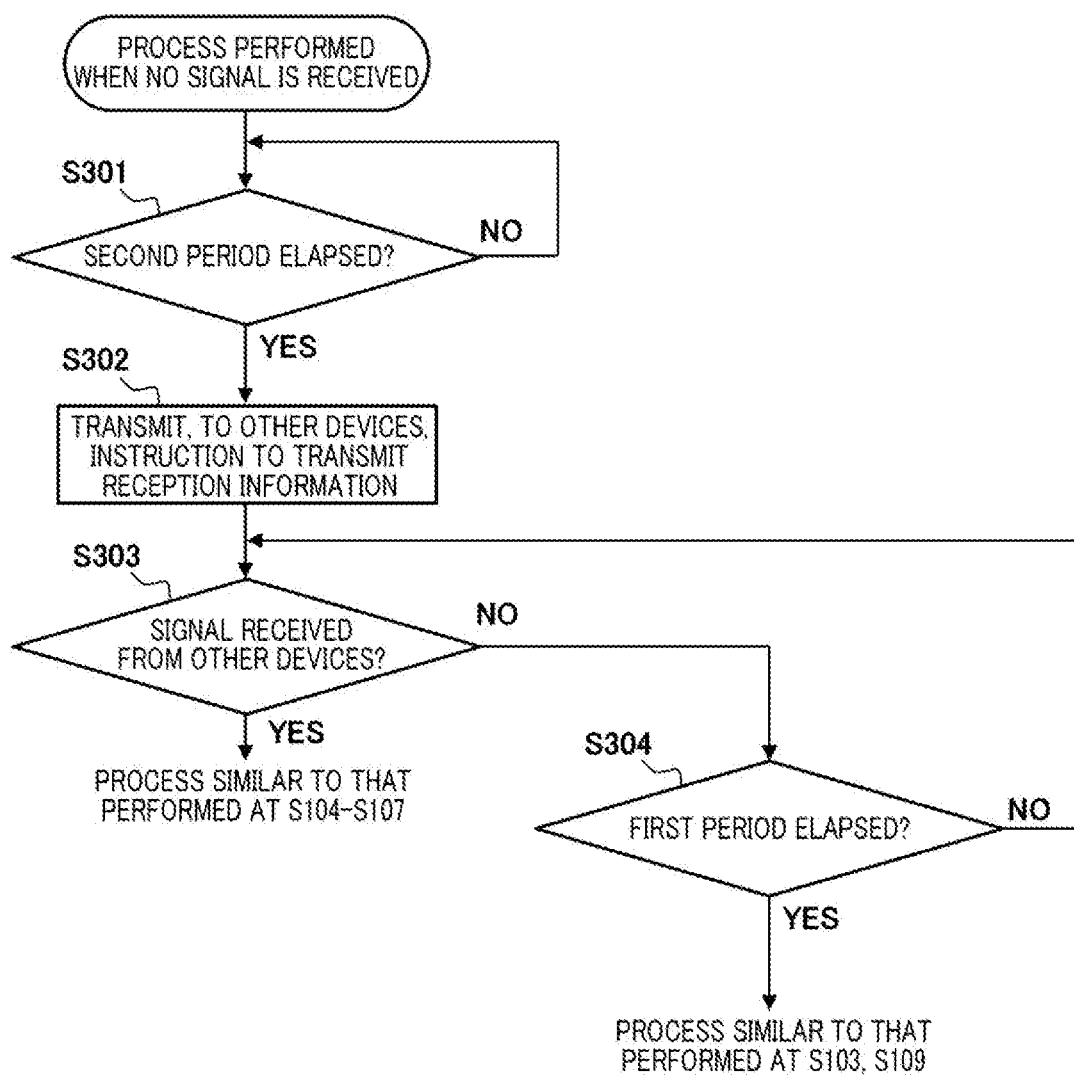 PROCESS PERFORMED
WHEN NO SIGNAL IS RECEIVED
S301
SECOND PERIOD ELAPSED?
NO
YES
S302
TRANSMIT, TO OTHER DEVICES,
INSTRUCTION TO TRANSMIT
RECEPTION INFORMATION
S303
SIGNAL RECEIVED
FROM OTHER DEVICES?
NO
YES
PROCESS SIMILAR TO THAT
PERFORMED AT S104-S107
S304
FIRST PERIOD ELAPSED?
NO
YES
PROCESS SIMILAR TO THAT
PERFORMED AT S103, S109